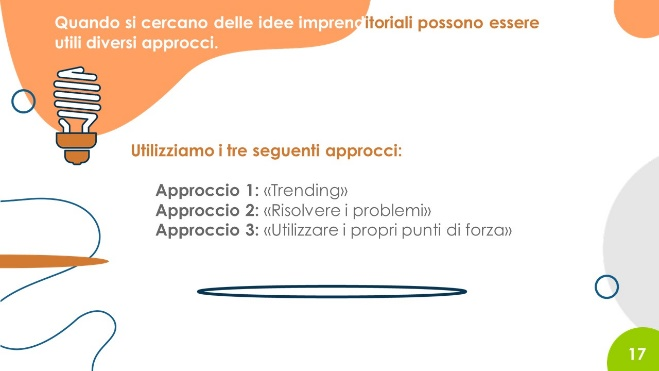 Quando si cercano delle idee imprenditoriali possono essere
utili diversi approcci.
Utilizziamo i tre seguenti approcci:
Approccio 1: «Trending»
Approccio 2: «Risolvere i problemi»
Approccio 3: «Utilizzare i propri punti di forza»
17